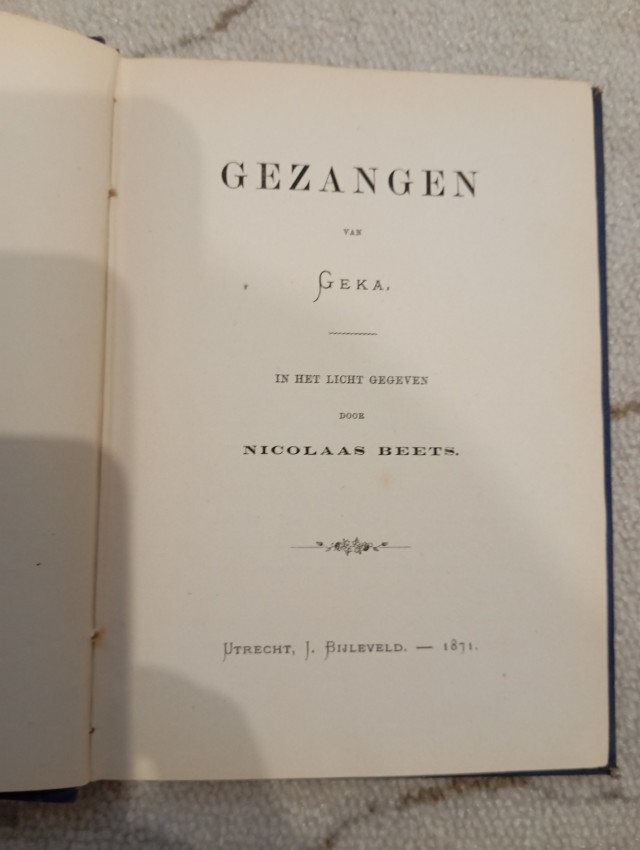 GEZANGEN
VAN
GEKA.
IN HET LICHT GEGEVEN
DOOR
NICOLAAS BEETS.
UTRECHT, J. BIJLEVELD. — 1871.